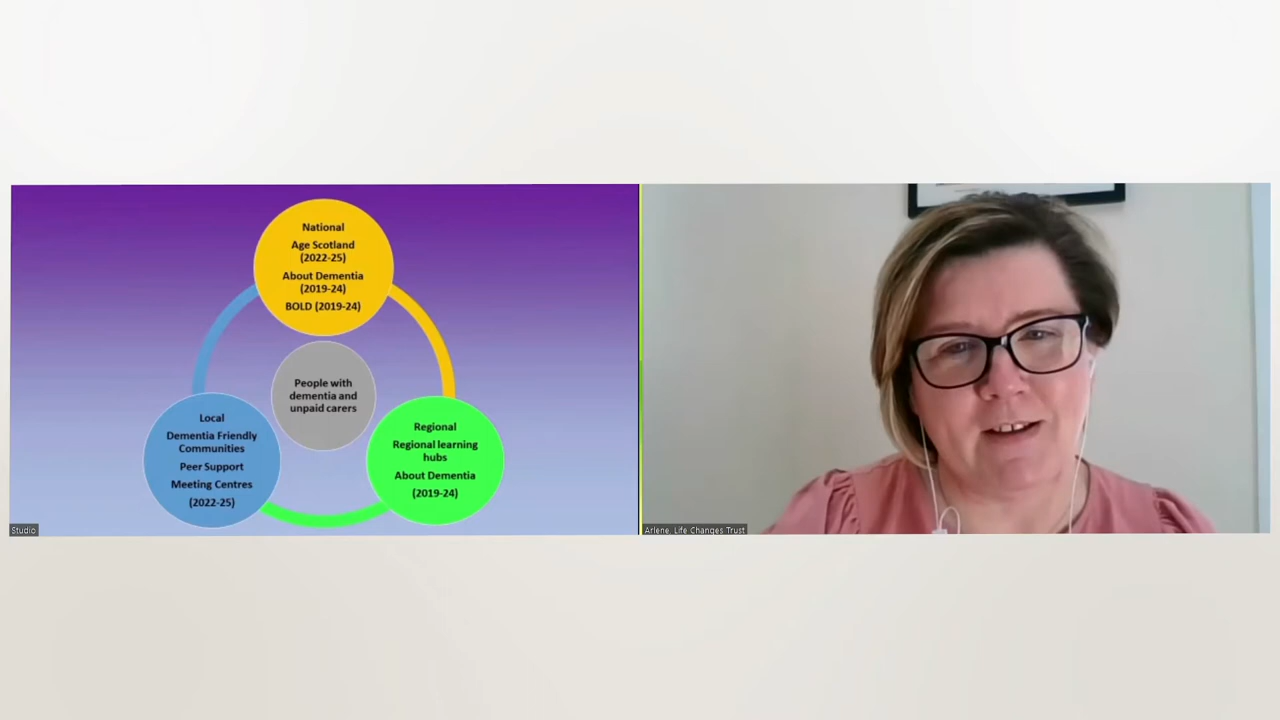 National
Age Scotland
(2022-25)
About Dementia
(2019-24)
BOLD (2019-24)
People with
dementia and
unpaid carers
Local
Dementia Friendly
Communities
Peer Support
Meeting Centres
(2022-25)
Regional
Regional learning
hubs
About Dementia
(2019-24)
Studio
Arlene, Life Changes Trust